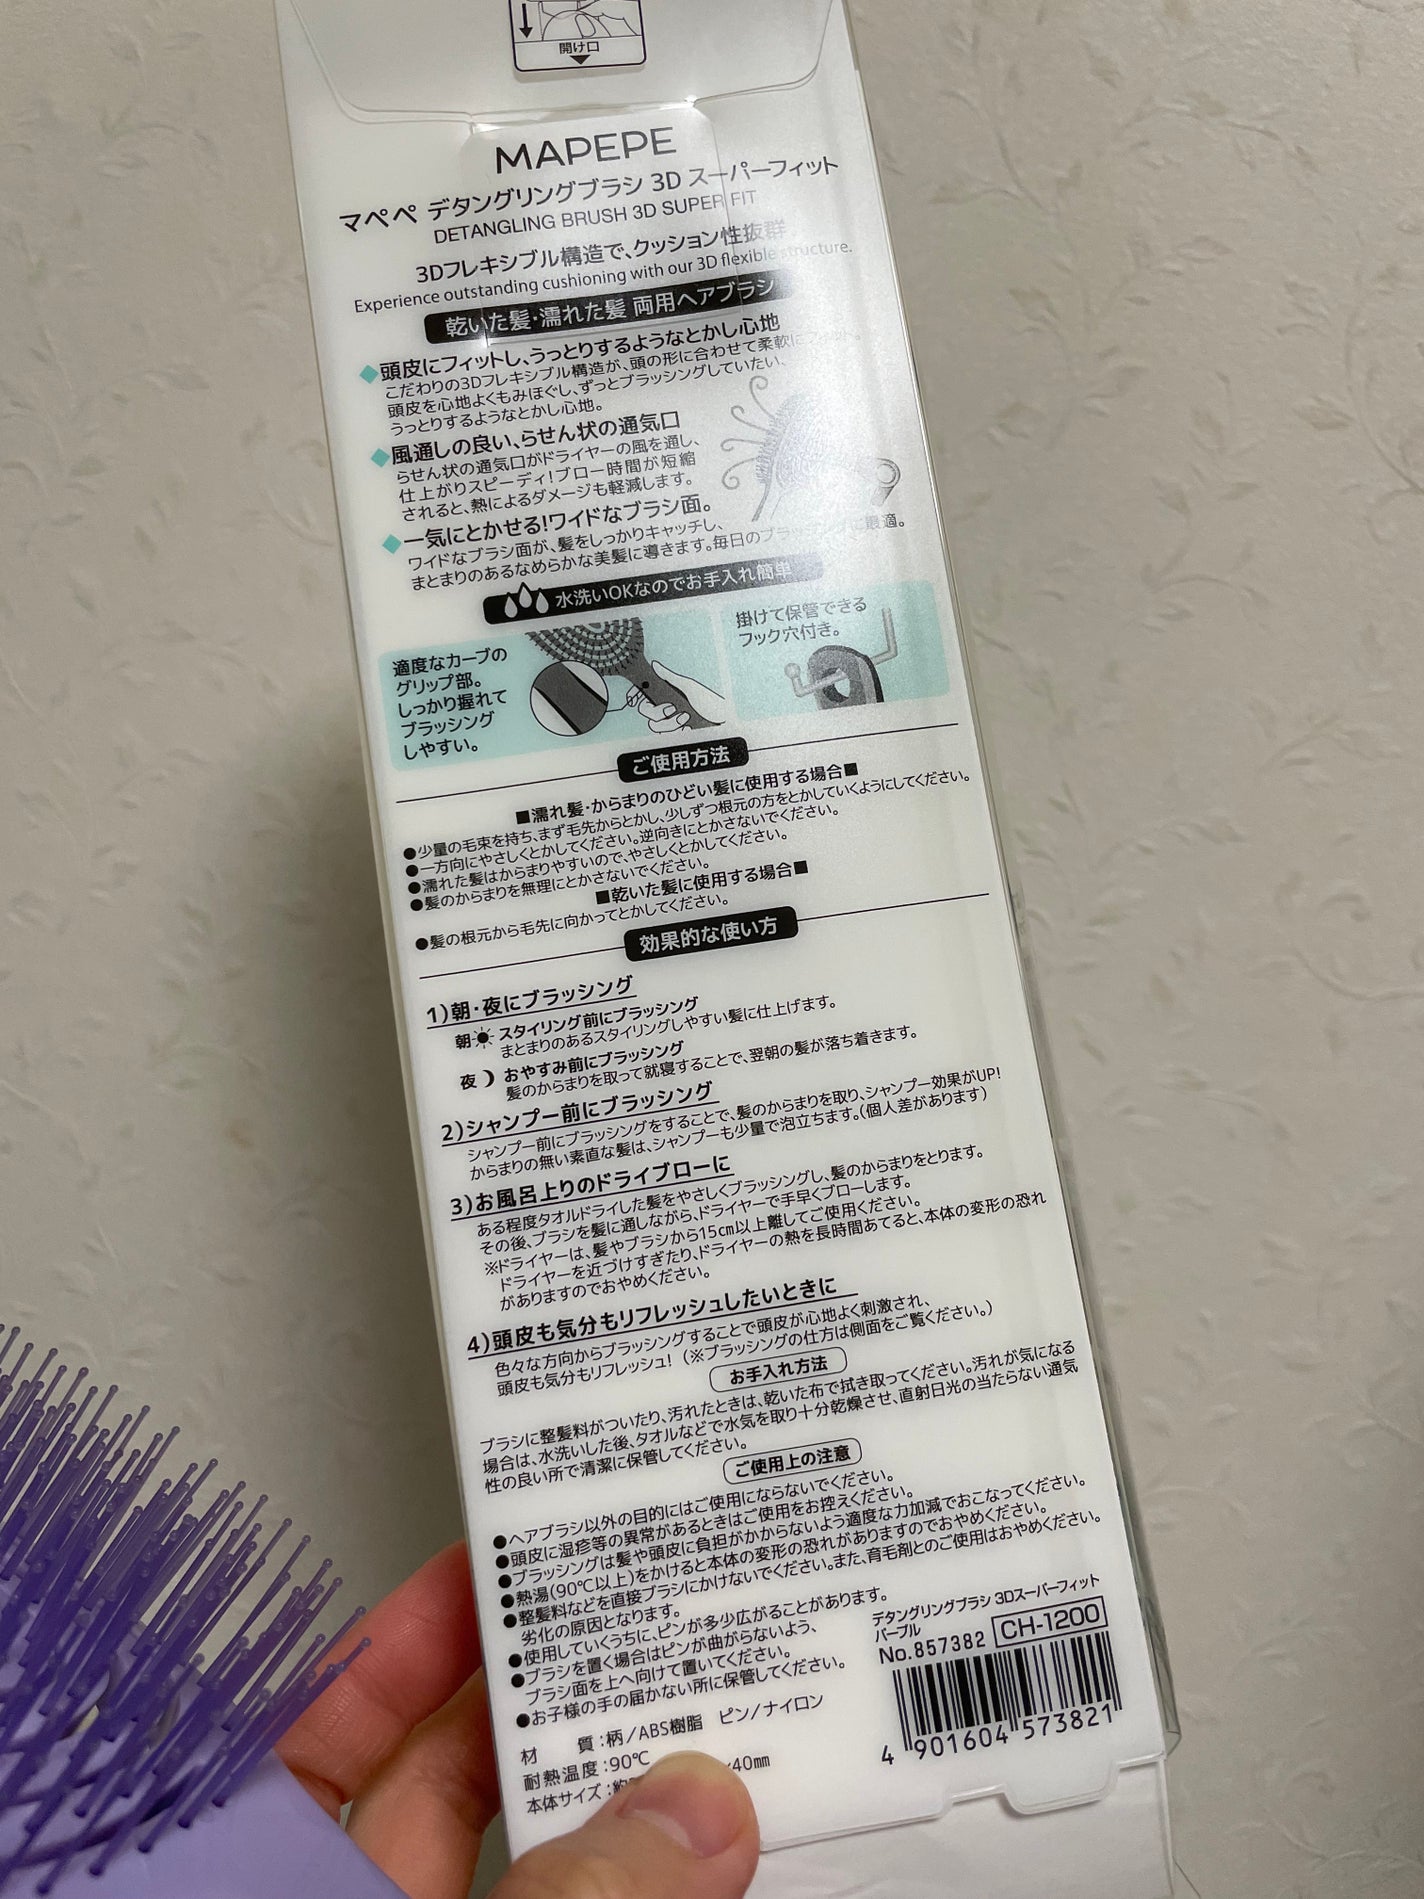 開け口
MAPEPE
マペペ デタングリングブラシ 3D スーパーフィット
DETANGLING BRUSH 3D SUPER FIT
3Dフレキシブル構造で、クッション性抜群
Experience outstanding cushioning with our 3D flexible structure.
乾いた髪・濡れた髪 両用ヘアブラシ
◆頭皮にフィットし、うっとりするようなとかし心地
こだわりの3Dフレキシブル構造が、頭の形に合わせて柔軟に
頭皮を心地よくもみほぐし、ずっとブラッシングしていたい、
うっとりするようなとかし心地。
◆風通しの良い、らせん状の通気口
らせん状の通気口がドライヤーの風を通し、
仕上がりスピーディ!ブロー時間が短縮
されると、熱によるダメージも軽減します。
◆一気にとかせる!ワイドなブラシ面。
ワイドなブラシ面が、髪をしっかりキャッチし、
まとまりのあるなめらかな美髪に導きます。毎日のブラ に最適。
水洗いOKなのでお手入れ簡単
適度なカーブの
グリップ部。
しっかり握れて
ブラッシング
しやすい。
掛けて保管できる
フック穴付き。
ご使用方法
■濡れ髪・からまりのひどい髪に使用する場合■
●少量の毛束を持ち、まず毛先からとかし、少しずつ根元の方をとかしていくようにしてください。
●一方向にやさしくとかしてください。逆向きにとかさないでください。
●濡れた髪はからまりやすいので、やさしくとかしてください。
●髪のからまりを無理にとかさないでください。
■乾いた髪に使用する場合■
●髪の根元から毛先に向かってとかしてください。
効果的な使い方
1)朝・夜にブラッシング
朝 スタイリング前にブラッシング
まとまりのあるスタイリングしやすい髪に仕上げます。
夜 おやすみ前にブラッシング
髪のからまりを取って就寝することで、翌朝の髪が落ち着きます。
2)シャンプー前にブラッシング
シャンプー前にブラッシングをすることで、髪のからまりを取り、シャンプー効果がUP!
からまりの無い素直な髪は、シャンプーも少量で泡立ちます。(個人差があります)
3)お風呂上りのドライブローに
ある程度タオルドライした髪をやさしくブラッシングし、髪のからまりをとります。
その後、ブラシを髪に通しながら、ドライヤーで手早くブローします。
※ドライヤーは、髪やブラシから15cm以上離してご使用ください。
ドライヤーを近づけすぎたり、ドライヤーの熱を長時間あてると、本体の変形の恐れ
がありますのでおやめください。
4)頭皮も気分もリフレッシュしたいときに
色々な方向からブラッシングすることで頭皮が心地よく刺激され、
頭皮も気分もリフレッシュ! (※ブラッシングの仕方は側面をご覧ください。)
お手入れ方法
ブラシに整髪料がついたり、汚れたときは、乾いた布で拭き取ってください。汚れが気になる
場合は、水洗いした後、タオルなどで水気を取り十分乾燥させ、直射日光の当たらない通気
性の良い所で清潔に保管してください。
ご使用上の注意
●ヘアブラシ以外の目的にはご使用にならないでください。
●頭皮に湿疹等の異常があるときはご使用をお控えください。
●ブラッシングは髪や頭皮に負担がかからないよう適度な力加減でおこなってください。
●熱湯(90℃以上)をかけると本体の変形の恐れがありますのでおやめください。
●整髪料などを直接ブラシにかけないでください。また、育毛剤とのご使用はおやめください。
劣化の原因となります。
●使用していくうちに、ピンが多少広がることがあります。
●ブラシを置く場合はピンが曲がらないよう、
ブラシ面を上へ向けて置いてください。
●お子様の手の届かない所に保管してください。
材 質:柄/ABS樹脂 ピン/ナイロン
耐熱温度:90℃
本体サイズ:約 40mm
デタングリングブラシ 3Dスーパーフィット
パープル
No.857382 CH-1200
4 901604 573821